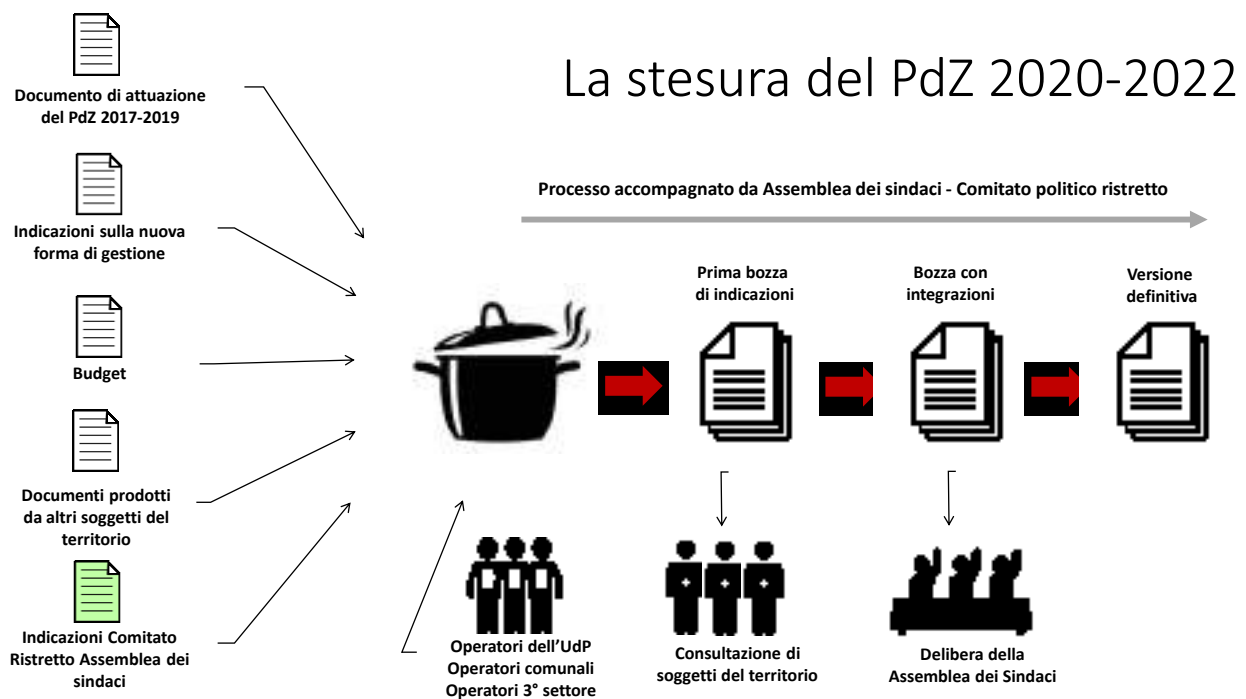 La stesura del PdZ 2020-2022
Documento di attuazione
del PdZ 2017-2019
Indicazioni sulla nuova
forma di gestione
Budget
Documenti prodotti
da altri soggetti del
territorio
Indicazioni Comitato
Ristretto Assemblea dei
sindaci
Processo accompagnato da Assemblea dei sindaci - Comitato politico ristretto
Prima bozza
di indicazioni
Bozza con
integrazioni
Versione
definitiva
Operatori dell'UdP
Operatori comunali
Operatori 3° settore
Consultazione di
soggetti del territorio
Delibera della
Assemblea dei Sindaci